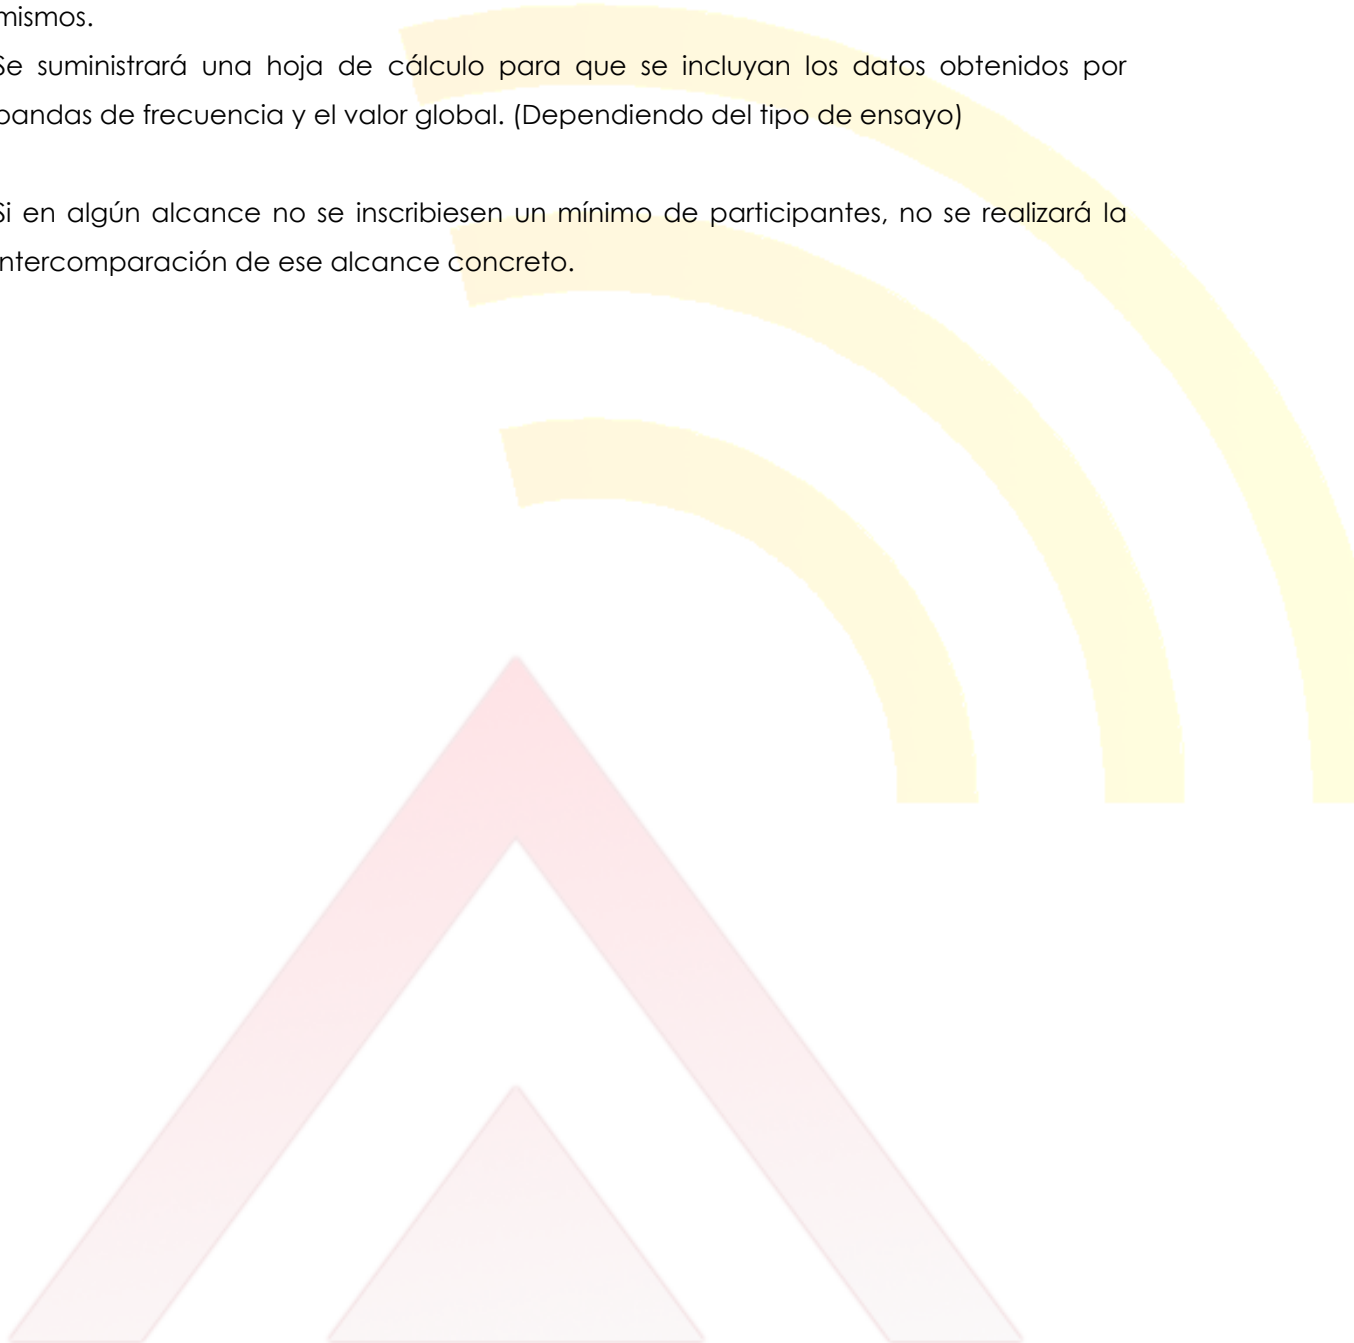 mismos.
Se suministrará una hoja de cálculo para que se incluyan los datos obtenidos por
bandas de frecuencia y el valor global. (Dependiendo del tipo de ensayo)
Si en algún alcance no se inscribiesen un mínimo de participantes, no se realizará la
intercomparación de ese alcance concreto.